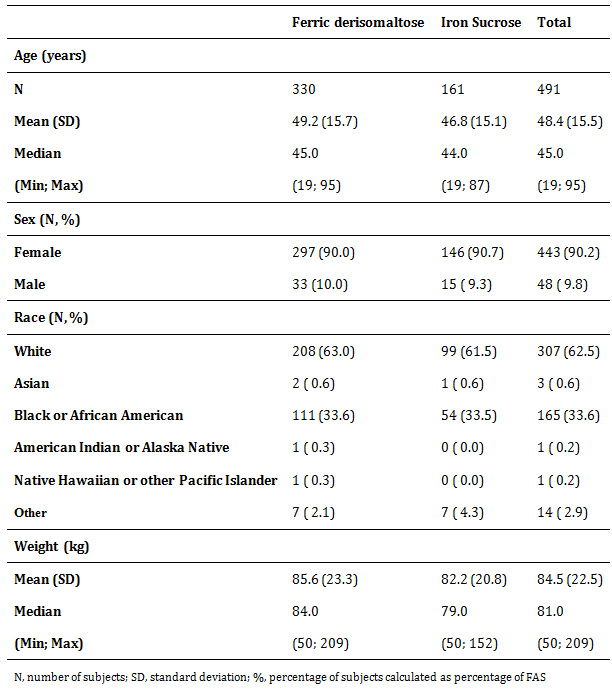 Ferric derisomaltose Iron Sucrose Total
Age (years)
N 330 161 491
Mean (SD) 49.2 (15.7) 46.8 (15.1) 48.4 (15.5)
Median 45.0 44.0 45.0
(Min; Max) (19; 95) (19; 87) (19; 95)
Sex (N, %)
Female 297 (90.0) 146 (90.7) 443 (90.2)
Male 33 (10.0) 15 ( 9.3) 48 ( 9.8)
Race (N, %)
White 208 (63.0) 99 (61.5) 307 (62.5)
Asian 2 ( 0.6) 1 ( 0.6) 3 ( 0.6)
Black or African American 111 (33.6) 54 (33.5) 165 (33.6)
American Indian or Alaska Native 1 ( 0.3) 0 ( 0.0) 1 ( 0.2)
Native Hawaiian or other Pacific Islander 1 ( 0.3) 0 ( 0.0) 1 ( 0.2)
Other 7 ( 2.1) 7 ( 4.3) 14 ( 2.9)
Weight (kg)
Mean (SD) 85.6 (23.3) 82.2 (20.8) 84.5 (22.5)
Median 84.0 79.0 81.0
(Min; Max) (50; 209) (50; 152) (50; 209)
N, number of subjects; SD, standard deviation; %, percentage of subjects calculated as percentage of FAS